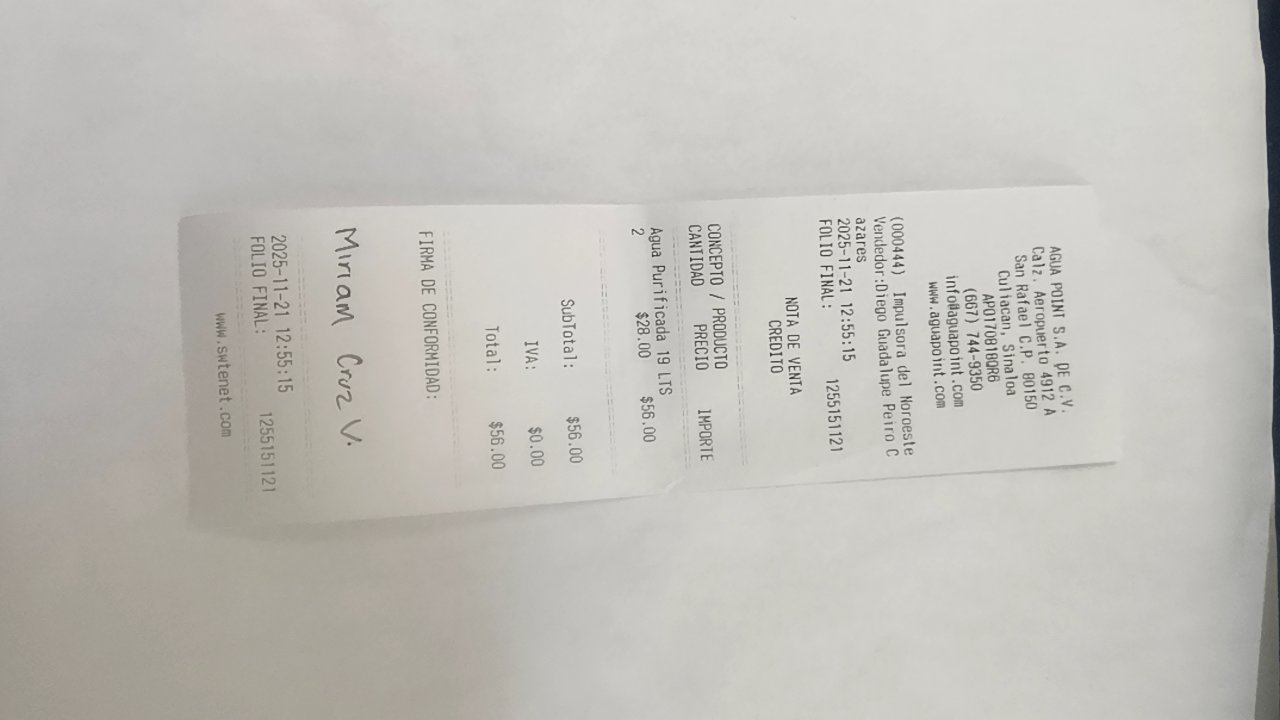 AGUA POINT S.A. DE C.V.
Calz. Aeropuerto 4912 A
San Rafael C.P. 80150
Culiacan, Sinaloa
APO170818QR6
(667) 744-9350
info@aguapoint.com
www.aguapoint.com
(000444) Impulsora del Noroeste
Vendedor:Diego Guadalupe Peiro C
azares
2025-11-21 12:55:15
FOLIO FINAL: 1255151121
NOTA DE VENTA
CREDITO
CONCEPTO / PRODUCTO
CANTIDAD PRECIO IMPORTE
Agua Purificada 19 LTS
2 $28.00 $56.00
SubTotal: $56.00
IVA: $0.00
Total: $56.00
FIRMA DE CONFORMIDAD:
Miriam Cruz V.
2025-11-21 12:55:15
FOLIO FINAL: 1255151121
www.swtenet.com